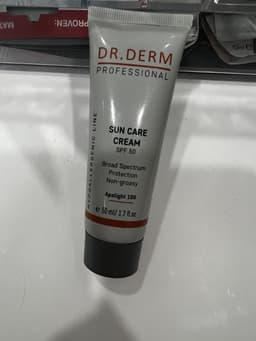 PROVEN:
DR.DERM
PROFESSIONAL
HYPOALLERGENIC LINE
SUN CARE
CREAM
SPF 50
Broad Spectrum
Protection
Non-greasy
Apolight 100
e 50 ml/ 1.7 fl.oz